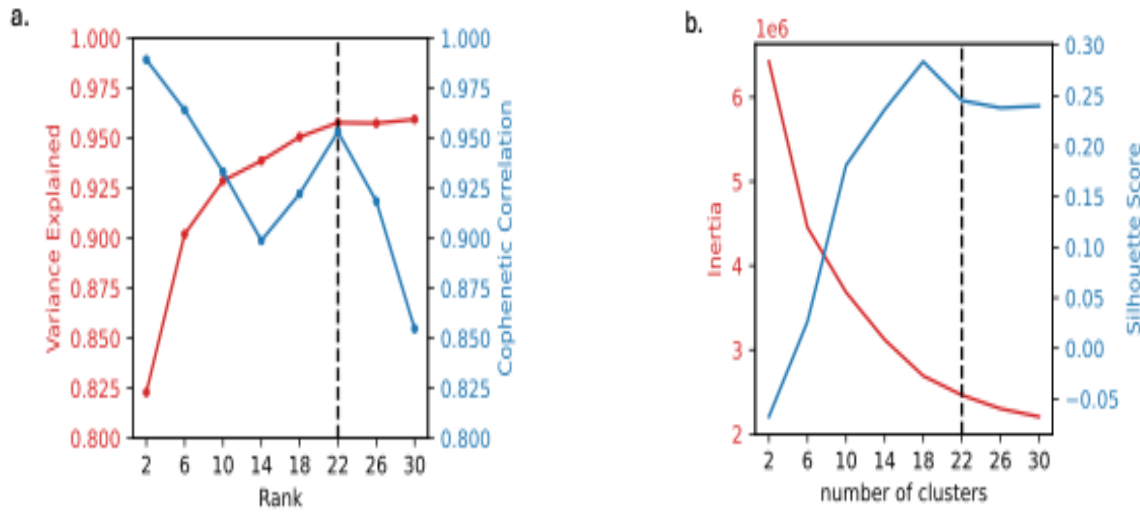 a.
Variance Explained
1.000
0.975
0.950
0.925
0.900
0.875
0.850
0.825
0.800
2 6 10 14 18 22 26 30
Rank
1.000
0.975
0.950
0.925
0.900
0.875
0.850
0.825
0.800
Cophenetic Correlation
b.
1e6
Inertia
6
5
4
3
2
2 6 10 14 18 22 26 30
number of clusters
0.30
0.25
0.20
0.15
0.10
0.05
0.00
−0.05
Silhouette Score